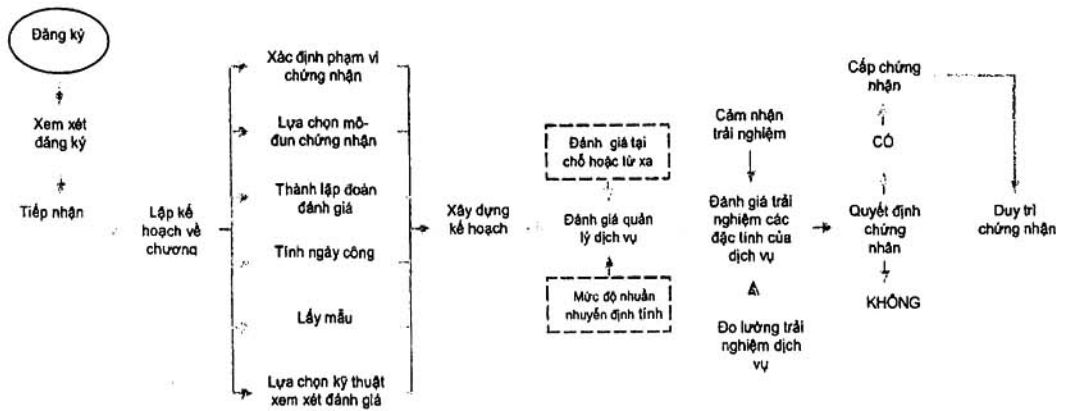 Đăng ký
Xem xét
đăng ký
Tiếp nhận
Lập kế
hoạch về
chương
Xác định phạm vi
chứng nhận
Lựa chọn mô-
đun chứng nhận
Thành lập đoàn
đánh giá
Tính ngày công
Lấy mẫu
Lựa chọn kỹ thuật
xem xét đánh giá
Xây dựng
kế hoạch
Đánh giá tại
chỗ hoặc từ xa
Đánh giá quản
lý dịch vụ
Mức độ nhuần
nhuyễn định tính
Cảm nhận
trải nghiệm
Đánh giá trải
nghiệm các
đặc tính của
dịch vụ
Đo lường trải
nghiệm dịch
vụ
Cấp chứng
nhận
CÓ
Quyết định
chứng
nhân
KHÔNG
Duy trì
chứng nhận